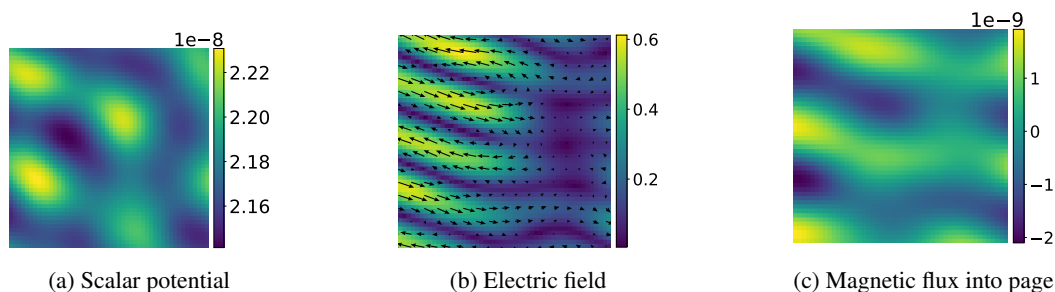 1e−8
2.22
2.20
2.18
2.16
(a) Scalar potential
0.6
0.4
0.2
(b) Electric field
1e−9
1
0
−1
−2
(c) Magnetic flux into page